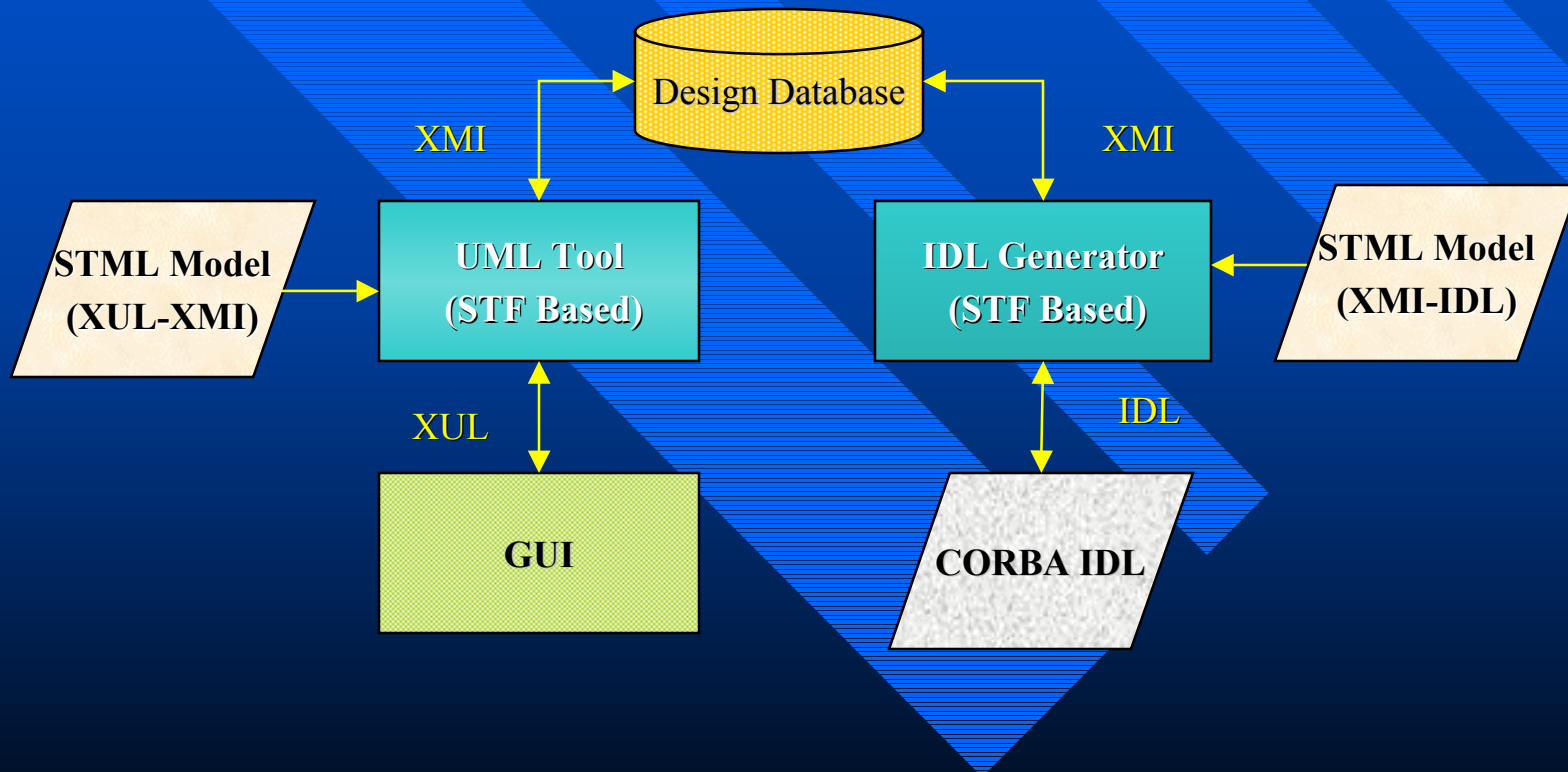 Design Database
XMI
XMI
STML Model
(XUL-XMI)
UML Tool
(STF Based)
IDL Generator
(STF Based)
STML Model
(XMI-IDL)
XUL
IDL
GUI
CORBA IDL